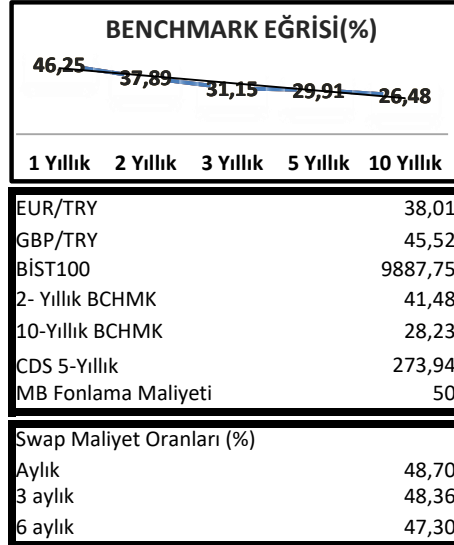 BENCHMARK EĞRİSİ(%)
46,25 37,89 31,15 29,91 26,48
1 Yıllık 2 Yıllık 3 Yıllık 5 Yıllık 10 Yıllık
EUR/TRY 38,01
GBP/TRY 45,52
BİST100 9887,75
2- Yıllık BCHMK 41,48
10-Yıllık BCHMK 28,23
CDS 5-Yıllık 273,94
MB Fonlama Maliyeti 50
Swap Maliyet Oranları (%)
Aylık 48,70
3 aylık 48,36
6 aylık 47,30